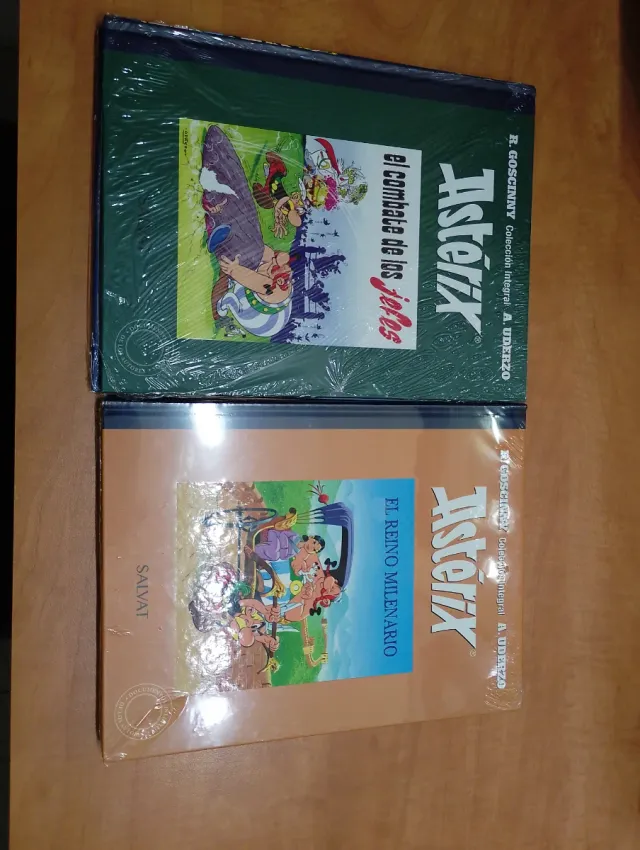 R. GOSCINNY Colección Integral A. UDERZO
Astérix
el combate de los jefes
R. GOSCINNY Colección Integral A. UDERZO
Astérix
EL REINO MILENARIO
SALVAT